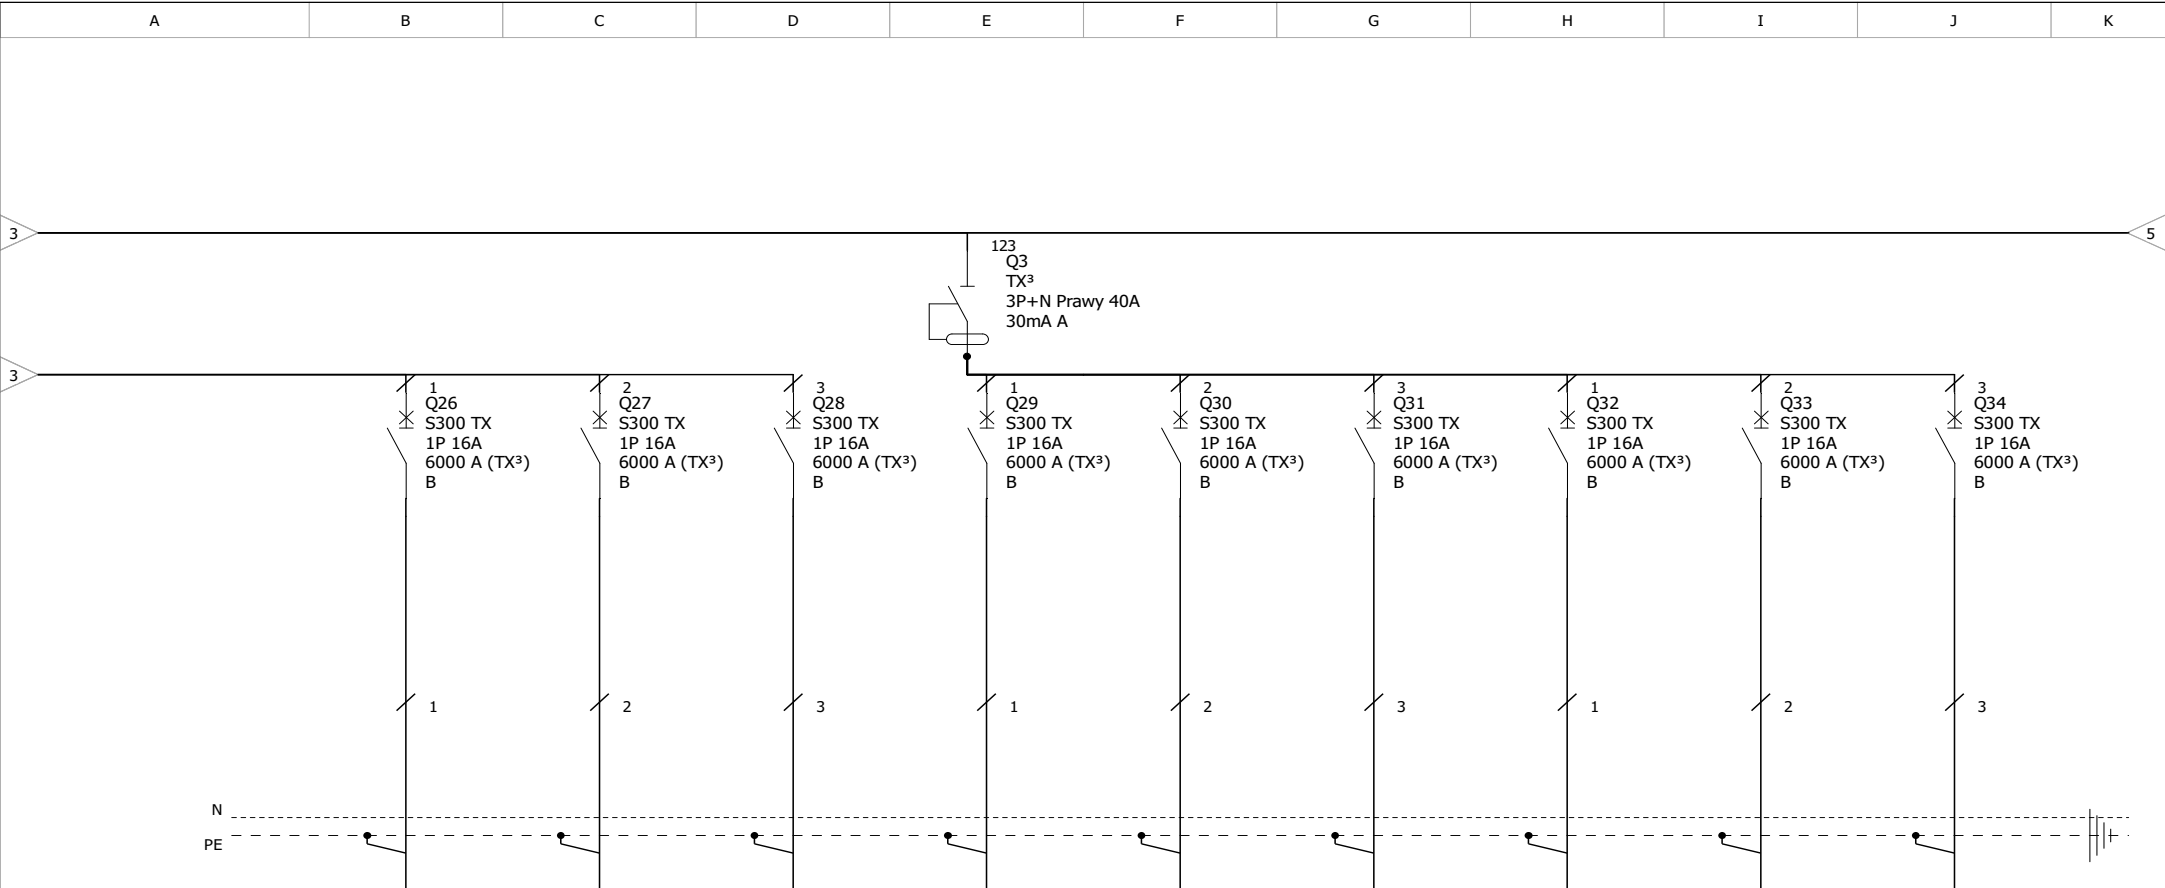 A B C D E F G H I J K
3
5
123
Q3
TX³
3P+N Prawy 40A
30mA A
3
1 2 3 1 2 3 1 2 3
Q26 Q27 Q28 Q29 Q30 Q31 Q32 Q33 Q34
S300 TX S300 TX S300 TX S300 TX S300 TX S300 TX S300 TX S300 TX S300 TX
1P 16A 1P 16A 1P 16A 1P 16A 1P 16A 1P 16A 1P 16A 1P 16A 1P 16A
6000 A (TX³) 6000 A (TX³) 6000 A (TX³) 6000 A (TX³) 6000 A (TX³) 6000 A (TX³) 6000 A (TX³) 6000 A (TX³) 6000 A (TX³)
B B B B B B B B B
1 2 3 1 2 3 1 2 3
N
PE